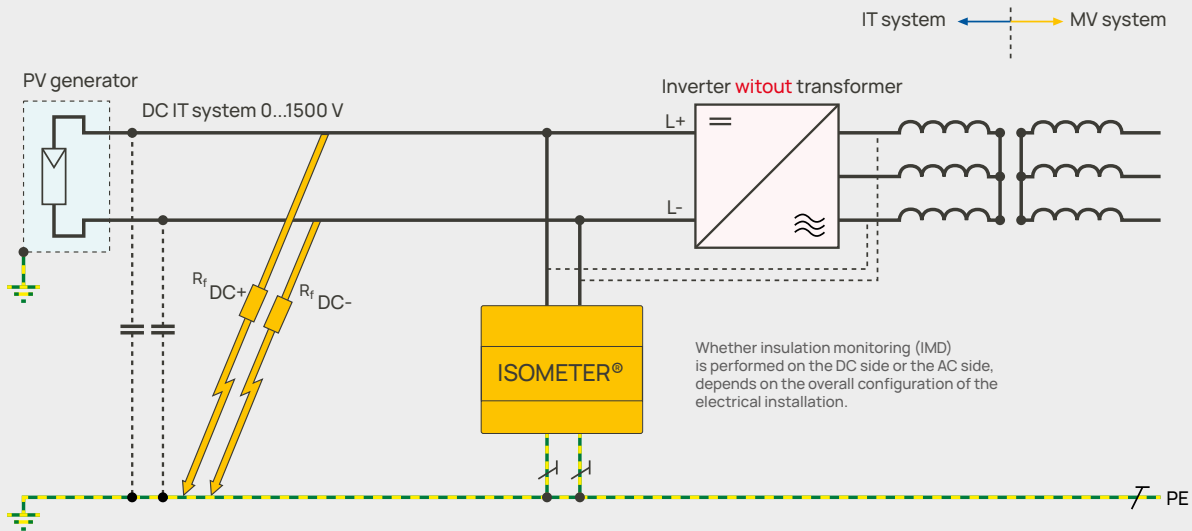 IT system
MV system
PV generator
Inverter witout transformer
DC IT system 0...1500 V
L+
L-
Rf DC+
Rf DC-
ISOMETER®
Whether insulation monitoring (IMD)
is performed on the DC side or the AC side,
depends on the overall configuration of the
electrical installation.
PE